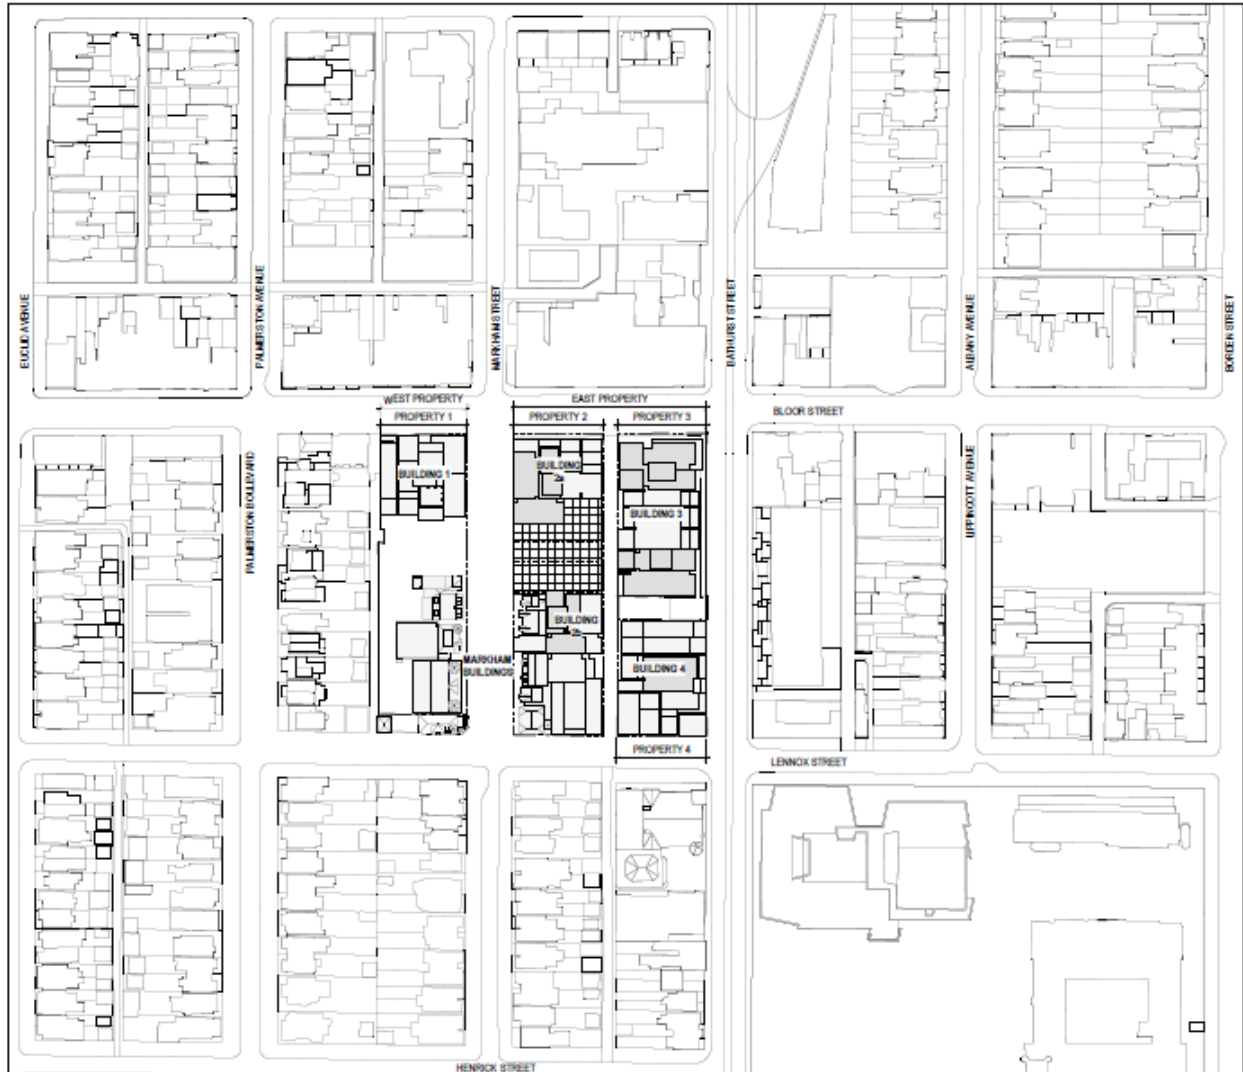 EUCLID AVENUE
PALMERSTON AVENUE
MARKHAM STREET
BATHURST STREET
ALBANY AVENUE
BORDEN STREET
WEST PROPERTY
EAST PROPERTY
PROPERTY 1
PROPERTY 2
PROPERTY 3
BLOOR STREET
PALMERSTON BOULEVARD
BUILDING 1
BUILDING
2a
BUILDING 3
UPPINCOTT AVENUE
BUILDING
2b
MARKHAM
BUILDINGS
BUILDING 4
PROPERTY 4
LENNOX STREET
HENRICK STREET